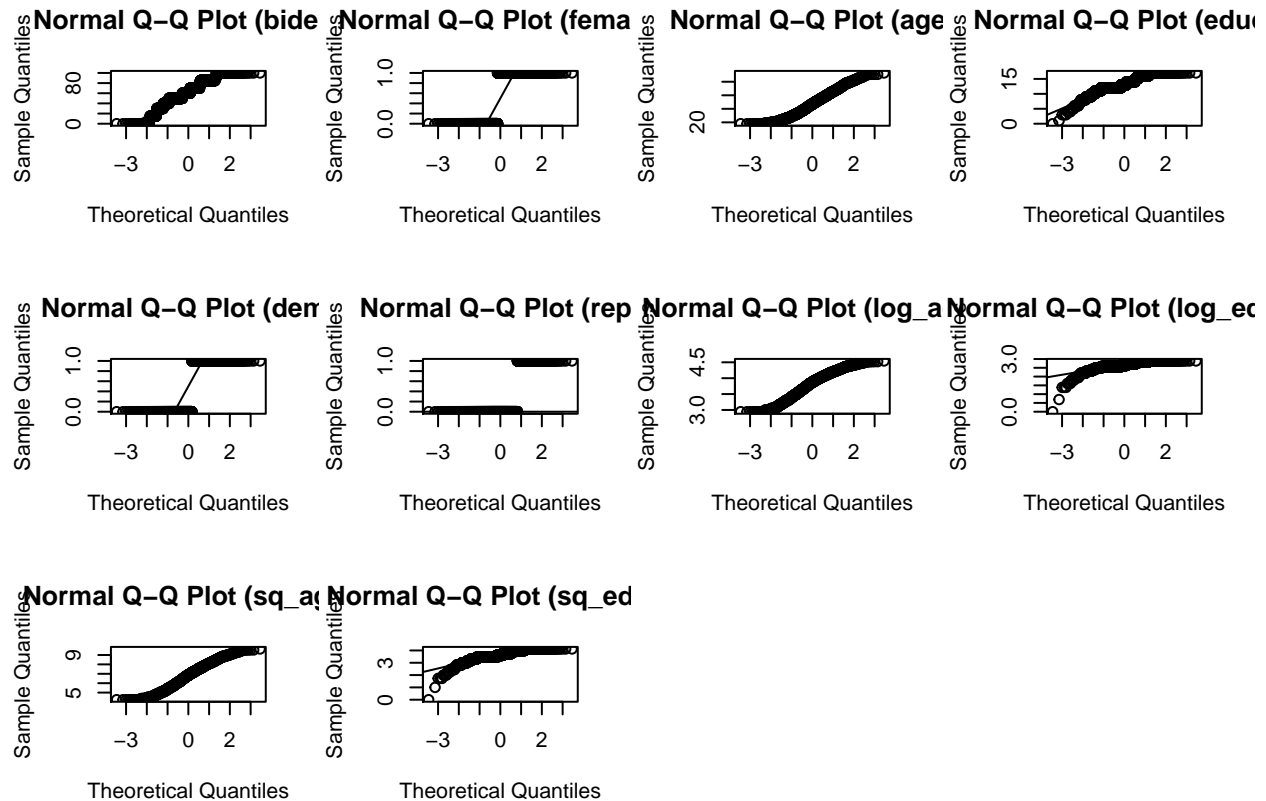 Normal Q−Q Plot (bide
Sample Quantiles
0 80
−3 0 2
Theoretical Quantiles
Normal Q−Q Plot (fema
Sample Quantiles
0.0 1.0
−3 0 2
Theoretical Quantiles
Normal Q−Q Plot (age
Sample Quantiles
20
−3 0 2
Theoretical Quantiles
Normal Q−Q Plot (edu
Sample Quantiles
0 15
−3 0 2
Theoretical Quantiles
Normal Q−Q Plot (dem
Sample Quantiles
0.0 1.0
−3 0 2
Theoretical Quantiles
Normal Q−Q Plot (rep
Sample Quantiles
0.0 1.0
−3 0 2
Theoretical Quantiles
Normal Q−Q Plot (log_a
Sample Quantiles
3.0 4.5
−3 0 2
Theoretical Quantiles
Normal Q−Q Plot (log_ed
Sample Quantiles
0.0 3.0
−3 0 2
Theoretical Quantiles
Normal Q−Q Plot (sq_ag
Sample Quantiles
5 9
−3 0 2
Theoretical Quantiles
Normal Q−Q Plot (sq_ed
Sample Quantiles
0 3
−3 0 2
Theoretical Quantiles